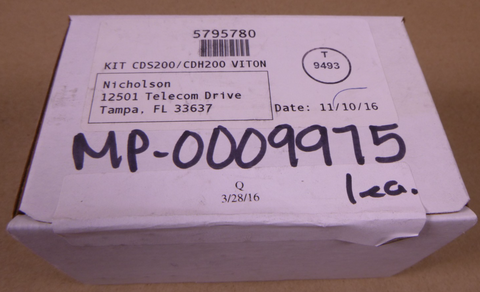 5795780
KIT CDS200/CDH200 VITON
T
9493
Nicholson
12501 Telecom Drive
Tampa, FL 33637
Date: 11/10/16
MP-0009975
1ea.
Q
3/28/16